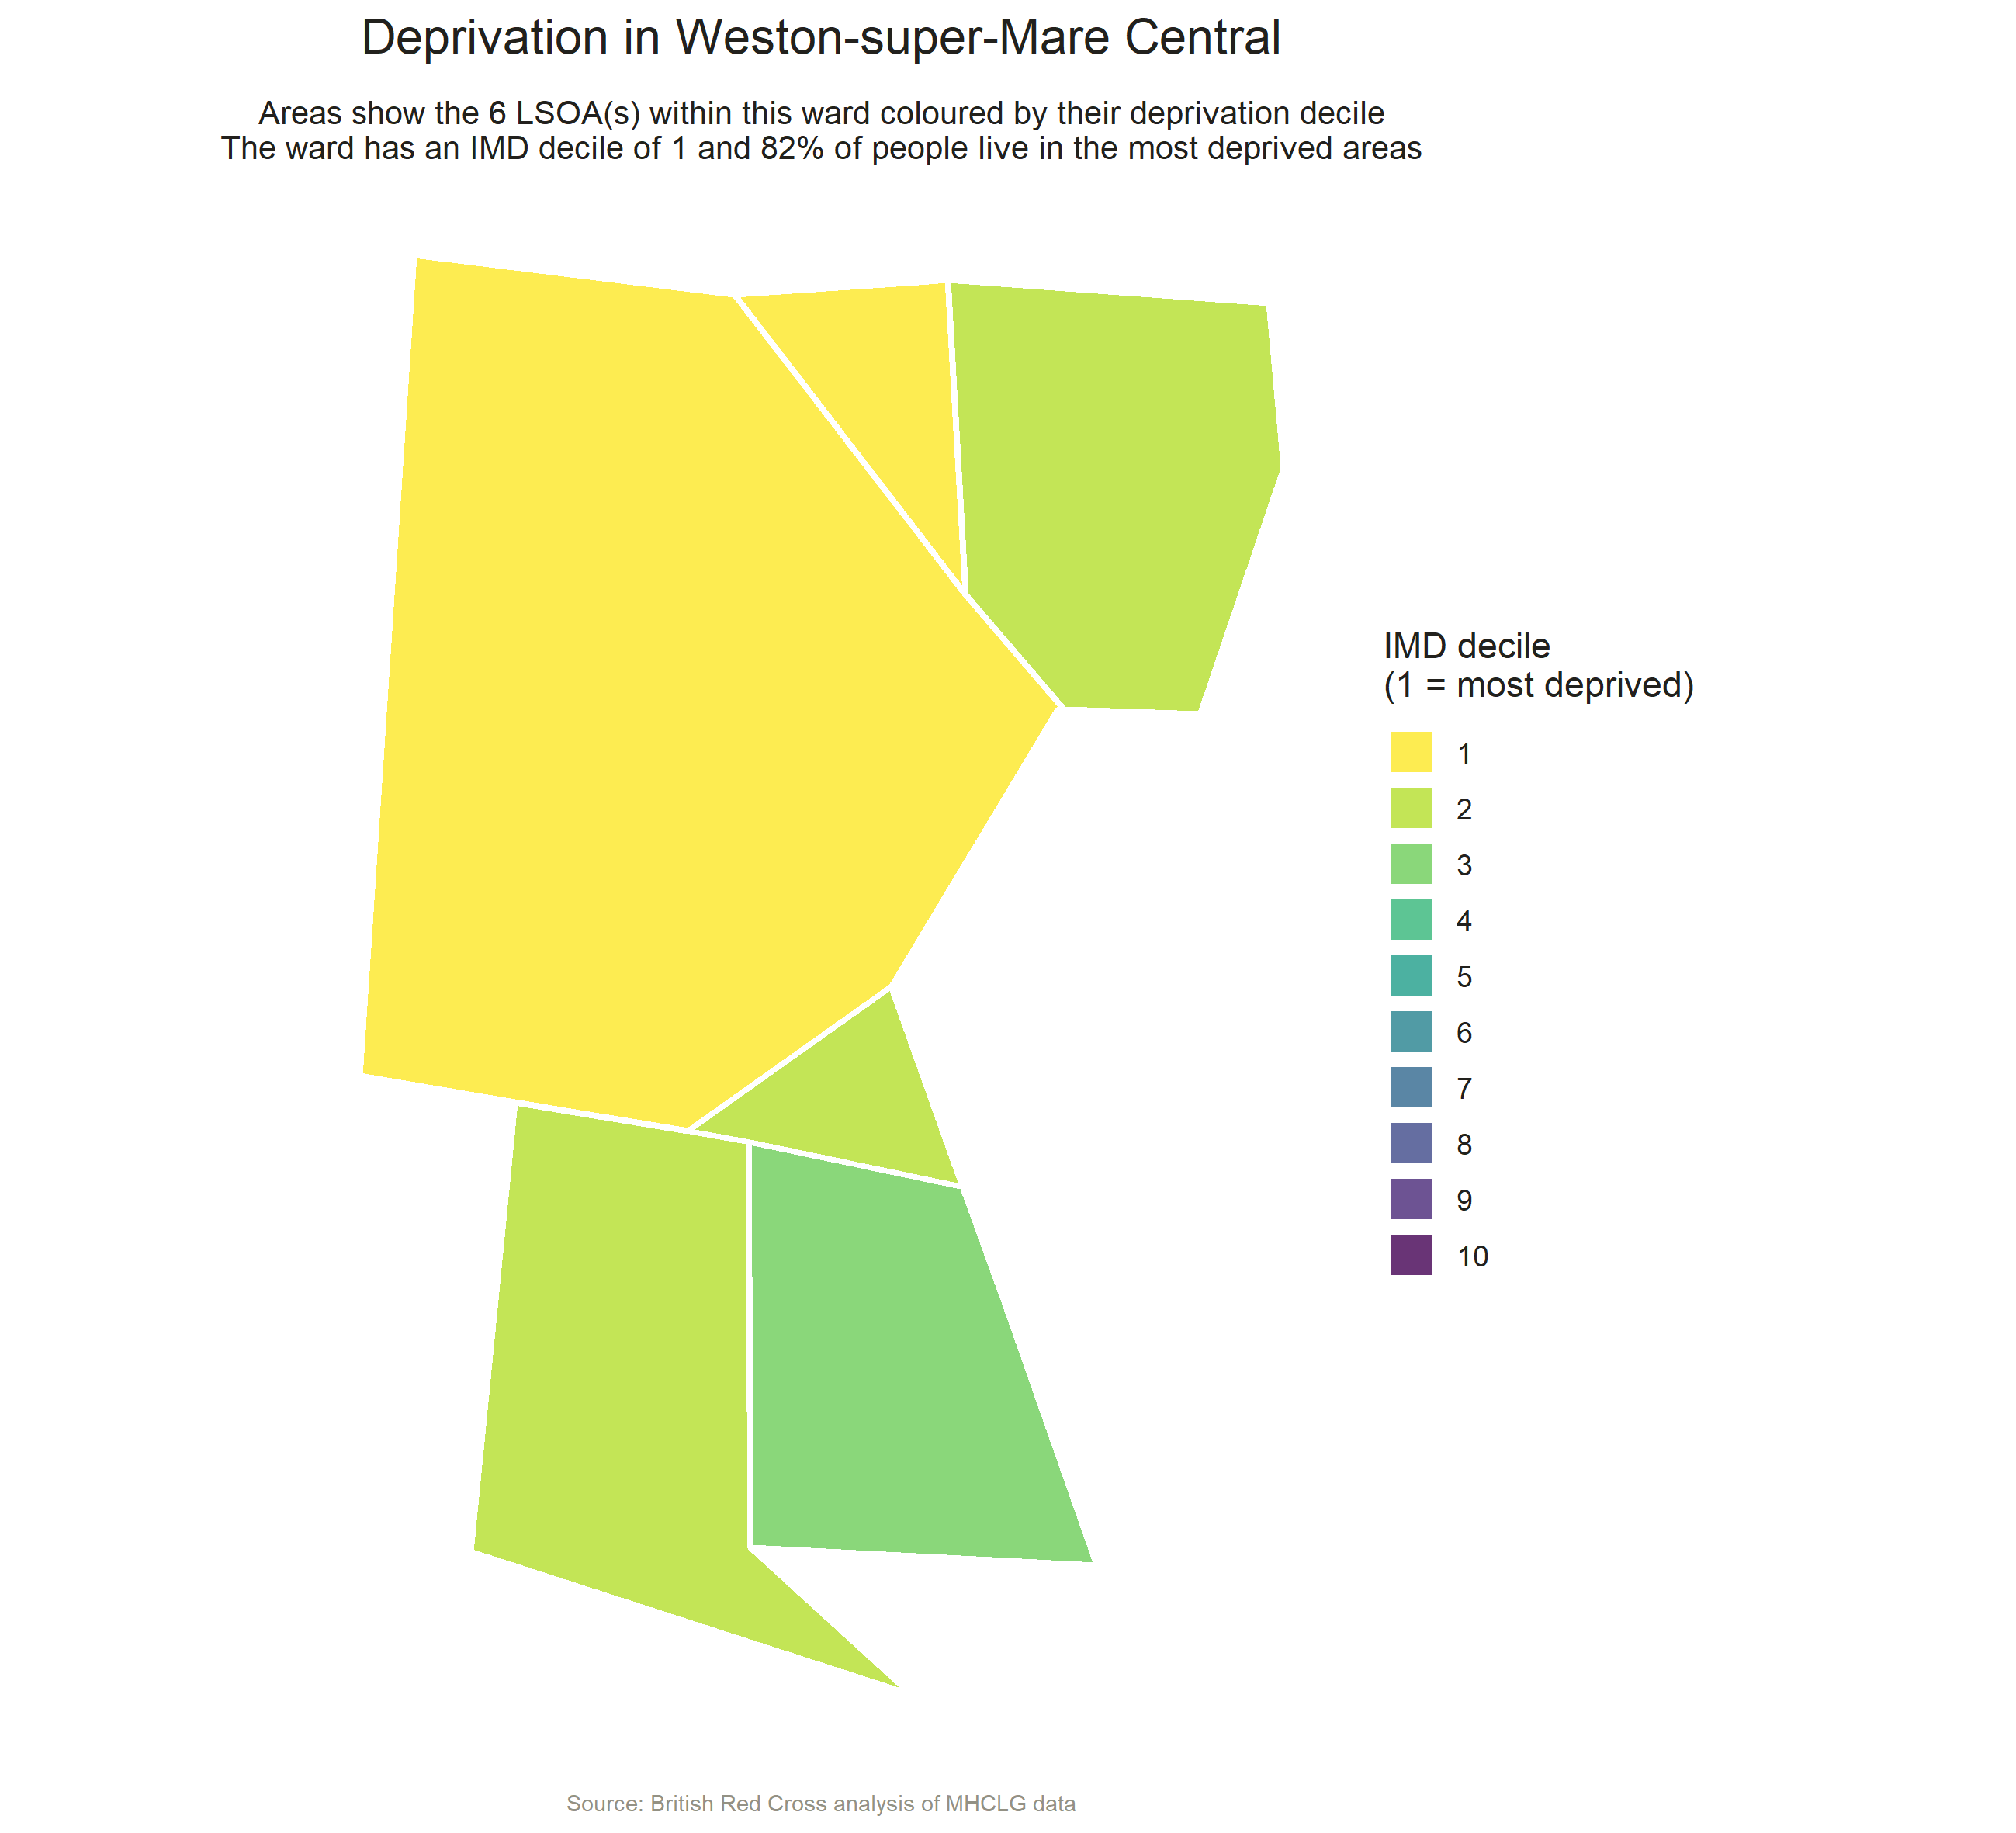 Deprivation in Weston-super-Mare Central
Areas show the 6 LSOA(s) within this ward coloured by their deprivation decile
The ward has an IMD decile of 1 and 82% of people live in the most deprived areas
IMD decile
(1 = most deprived)
1
2
3
4
5
6
7
8
9
10
Source: British Red Cross analysis of MHCLG data